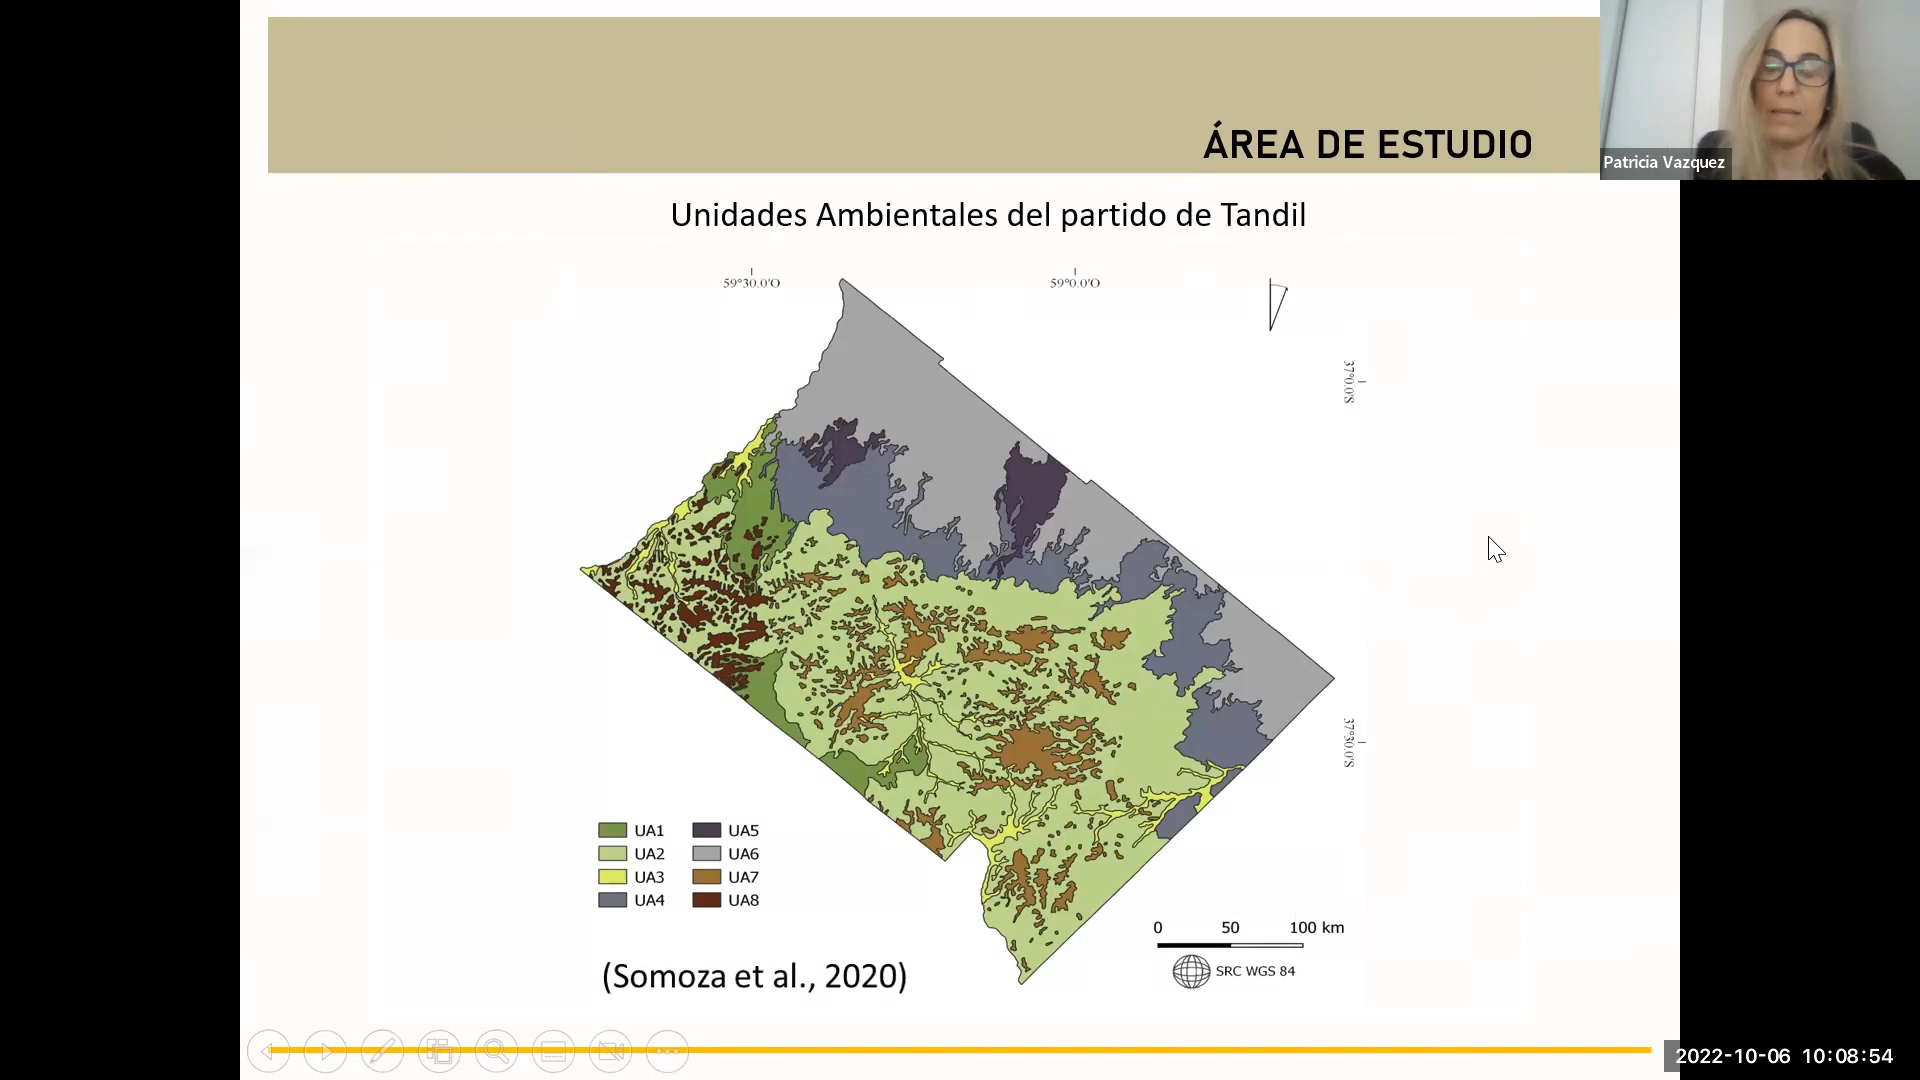 ÁREA DE ESTUDIO
Patricia Vazquez
Unidades Ambientales del partido de Tandil
59°30.0'O
59°0.0'O
37°0.0'S
37°30.0'S
UA1
UA5
UA2
UA6
UA3
UA7
UA4
UA8
0 50 100 km
SRC WGS 84
(Somoza et al., 2020)
2022-10-06 10:08:54